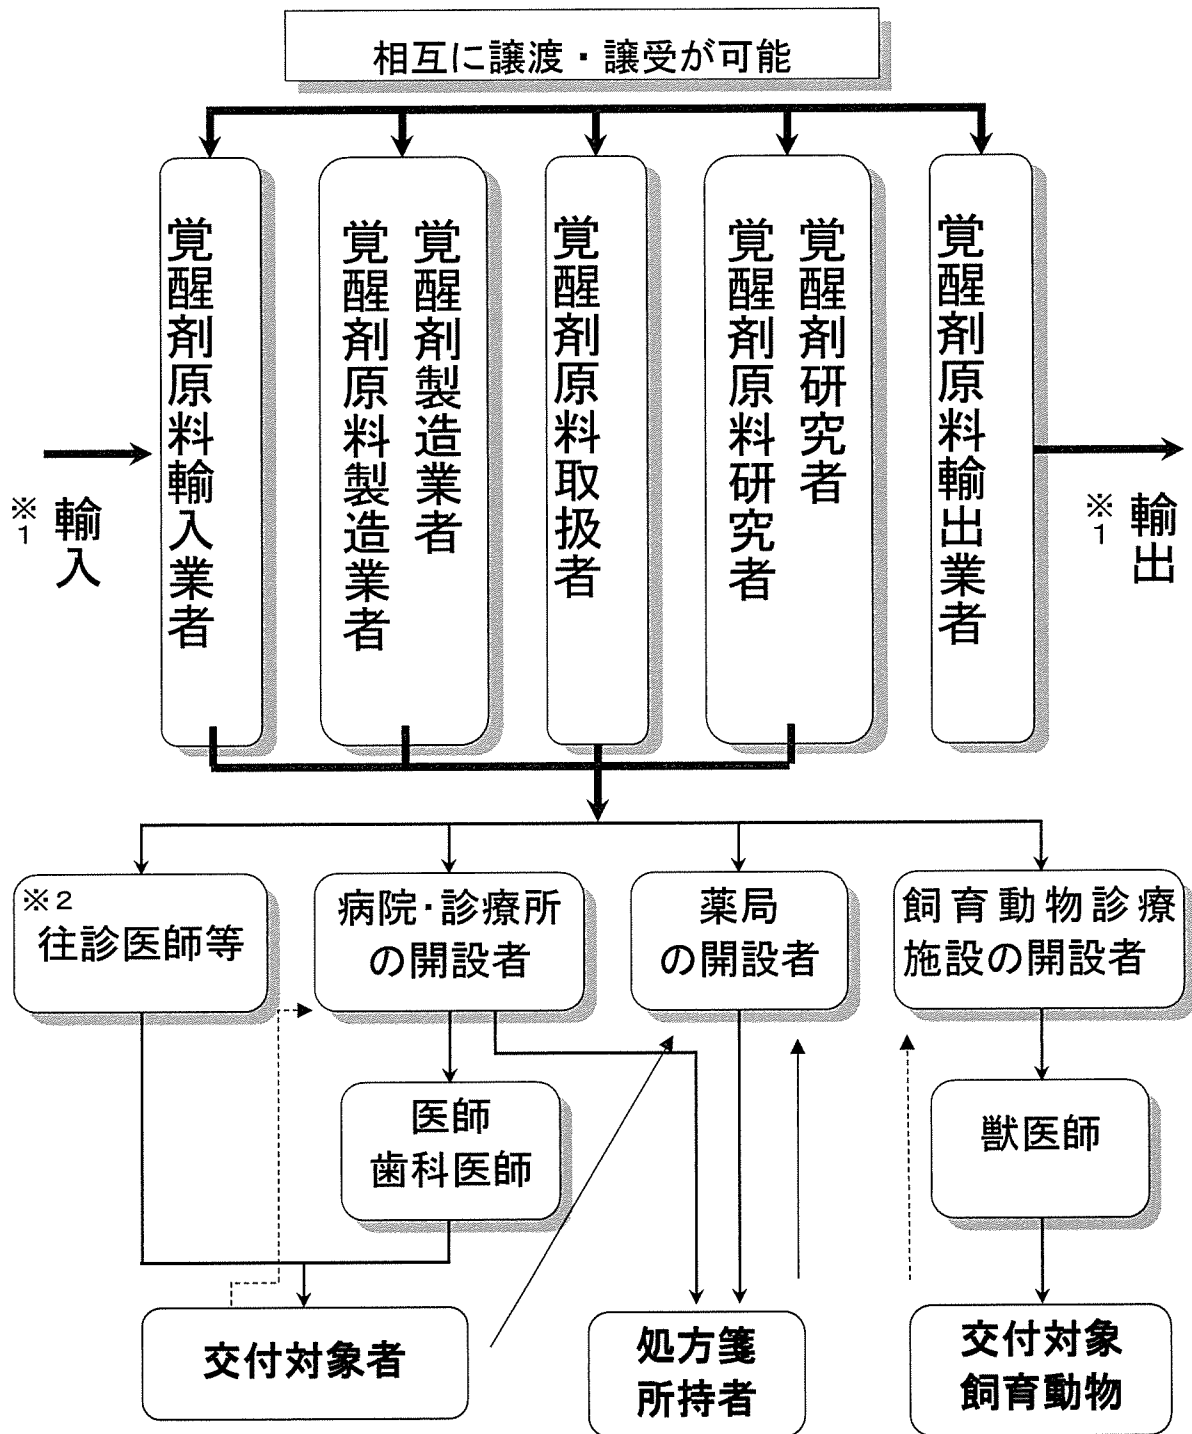 相互に譲渡・譲受が可能
覚醒剤原料輸入業者
覚醒剤製造業者
覚醒剤原料製造業者
覚醒剤原料取扱者
覚醒剤研究者
覚醒剤原料研究者
覚醒剤原料輸出業者
※1
輸入
※1
輸出
※2
往診医師等
病院・診療所
の開設者
薬局
の開設者
飼育動物診療
施設の開設者
医師
歯科医師
獣医師
交付対象者
処方箋
所持者
交付対象
飼育動物